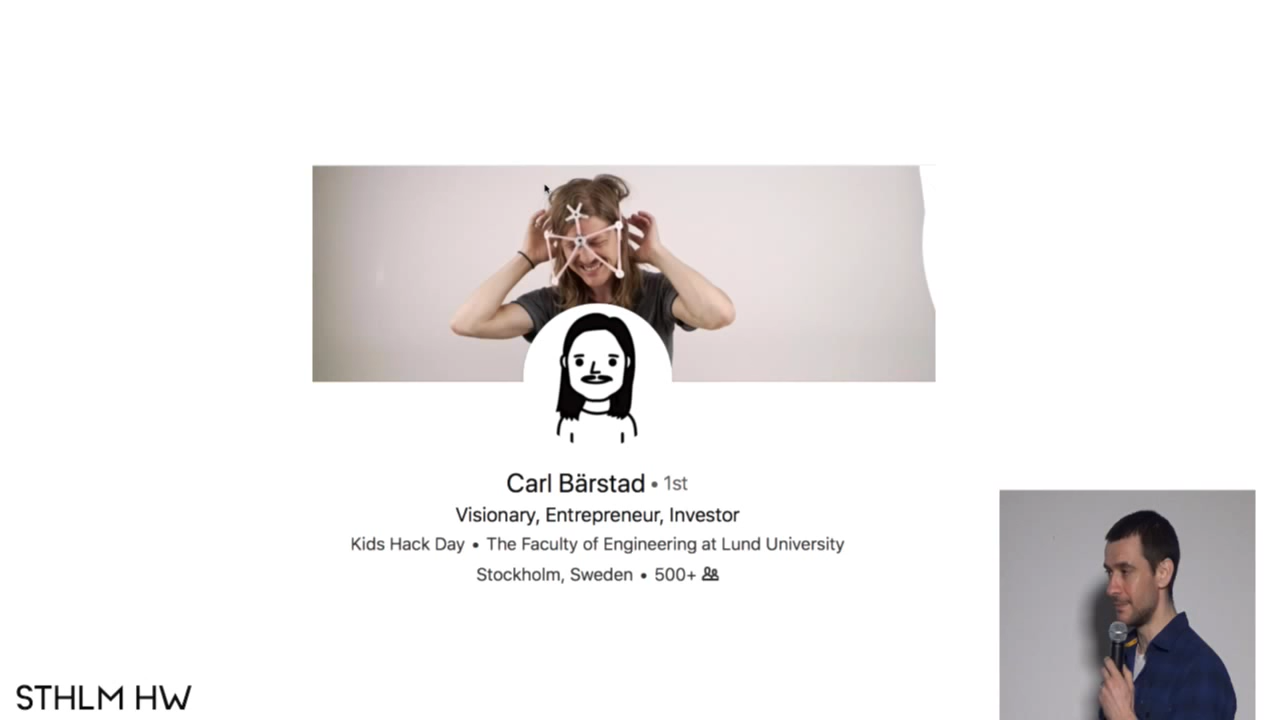 Carl Bärstad • 1st
Visionary, Entrepreneur, Investor
Kids Hack Day • The Faculty of Engineering at Lund University
Stockholm, Sweden • 500+
STHLM HW